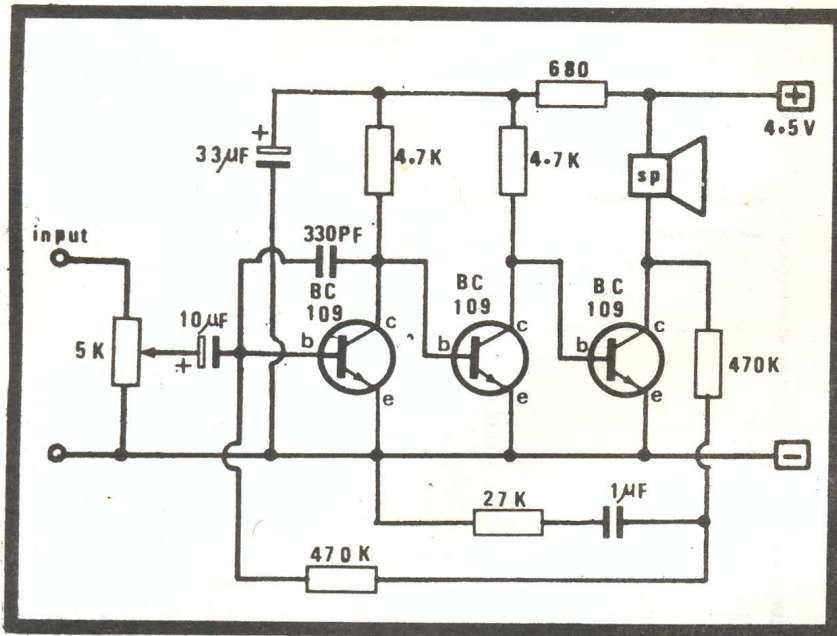 680
+
4.5V
+
33µF
4.7K
4.7K
sp
input
330PF
BC
109
BC
109
BC
109
10µF
+
5K
b
c
e
b
c
e
b
c
e
470K
-
27K
1µF
470K